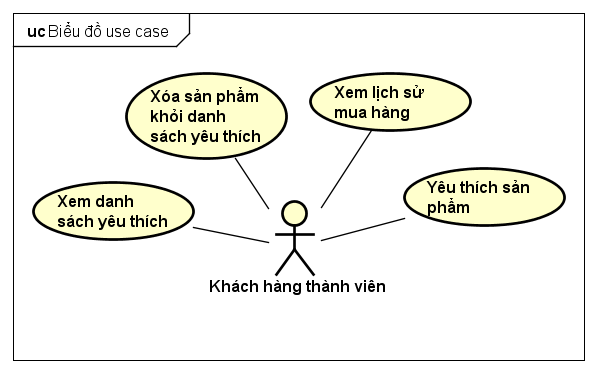 uc Biểu đồ use case
Xóa sản phẩm
khỏi danh
sách yêu thích
Xem lịch sử
mua hàng
Xem danh
sách yêu thích
Yêu thích sản
phẩm
Khách hàng thành viên